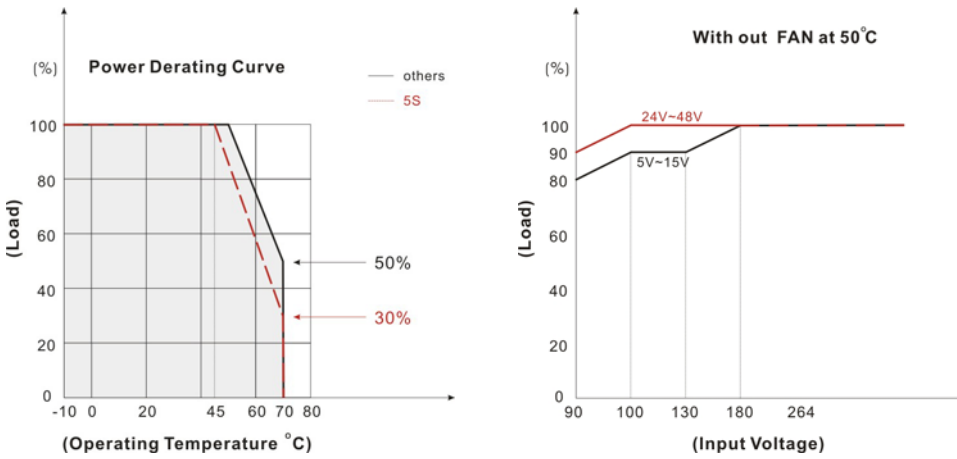 (%)
Power Derating Curve
others
5S
100
80
60
40
20
0
(Load)
50%
30%
-10 0 20 45 60 70 80
(Operating Temperature °C)
(%)
With out FAN at 50°C
24V~48V
5V~15V
100
90
80
60
40
20
0
(Load)
90 100 130 180 264
(Input Voltage)